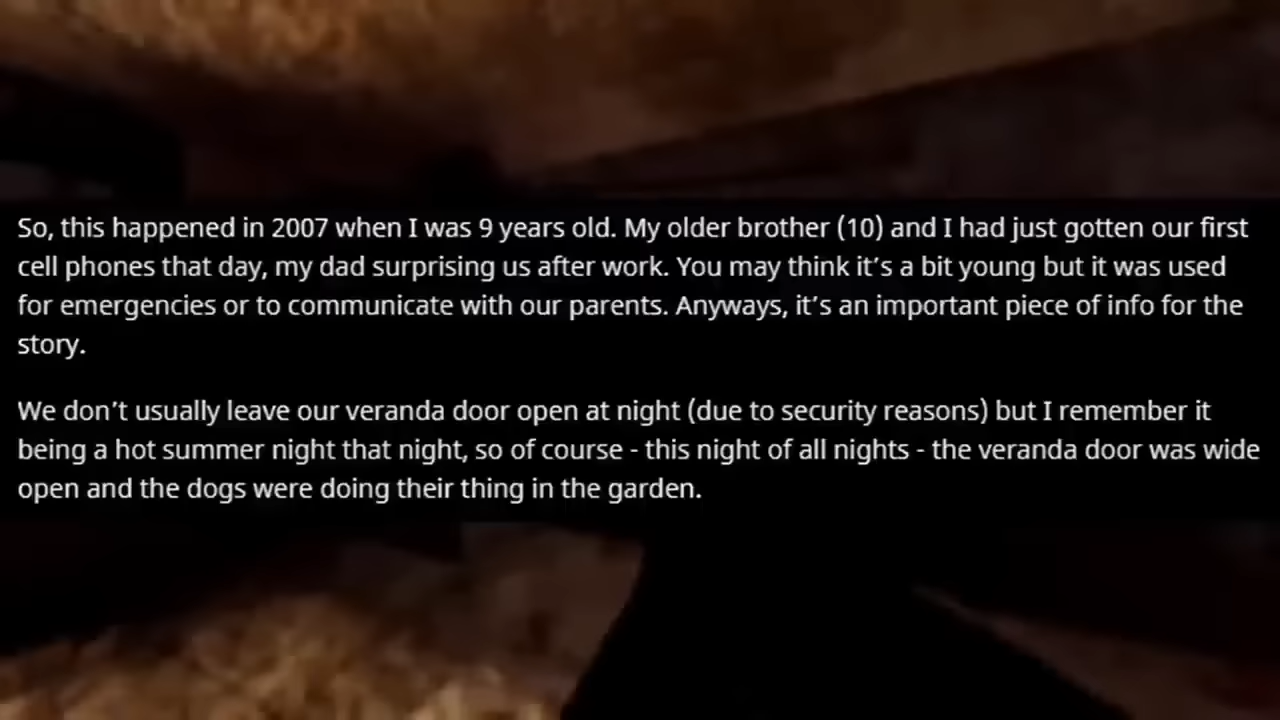 So, this happened in 2007 when I was 9 years old. My older brother (10) and I had just gotten our first
cell phones that day, my dad surprising us after work. You may think it’s a bit young but it was used
for emergencies or to communicate with our parents. Anyways, it’s an important piece of info for the
story.
We don’t usually leave our veranda door open at night (due to security reasons) but I remember it
being a hot summer night that night, so of course - this night of all nights - the veranda door was wide
open and the dogs were doing their thing in the garden.